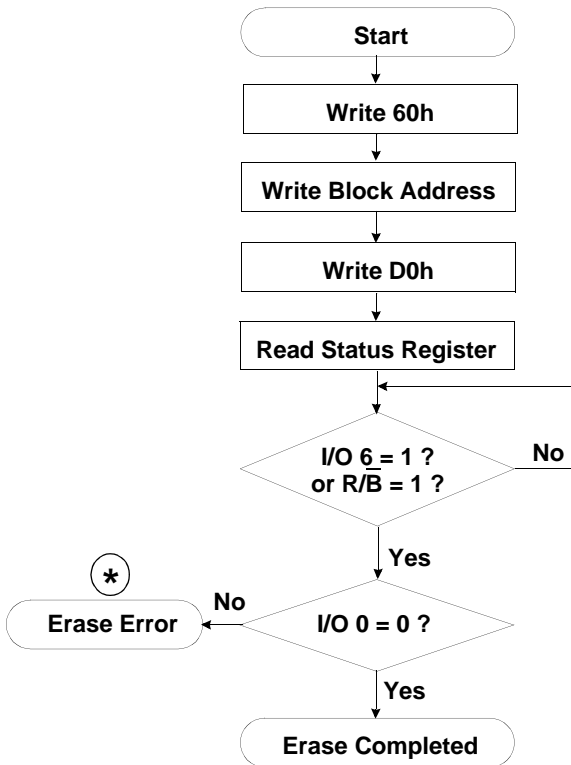 Start
Write 60h
Write Block Address
Write D0h
Read Status Register
I/O 6 = 1 ?
or R/B̅ = 1 ?
No
Yes
*
No
Erase Error
I/O 0 = 0 ?
Yes
Erase Completed